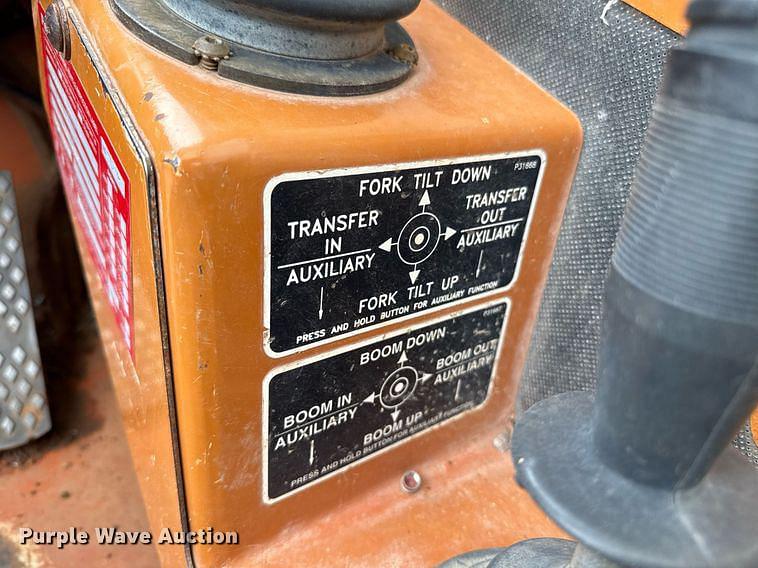 P31668
FORK TILT DOWN
TRANSFER IN
AUXILIARY
TRANSFER OUT
AUXILIARY
FORK TILT UP
PRESS AND HOLD BUTTON FOR AUXILIARY FUNCTION
P31667
BOOM DOWN
BOOM IN
AUXILIARY
BOOM OUT
AUXILIARY
BOOM UP
PRESS AND HOLD BUTTON FOR AUXILIARY FUNCTION
Purple Wave Auction